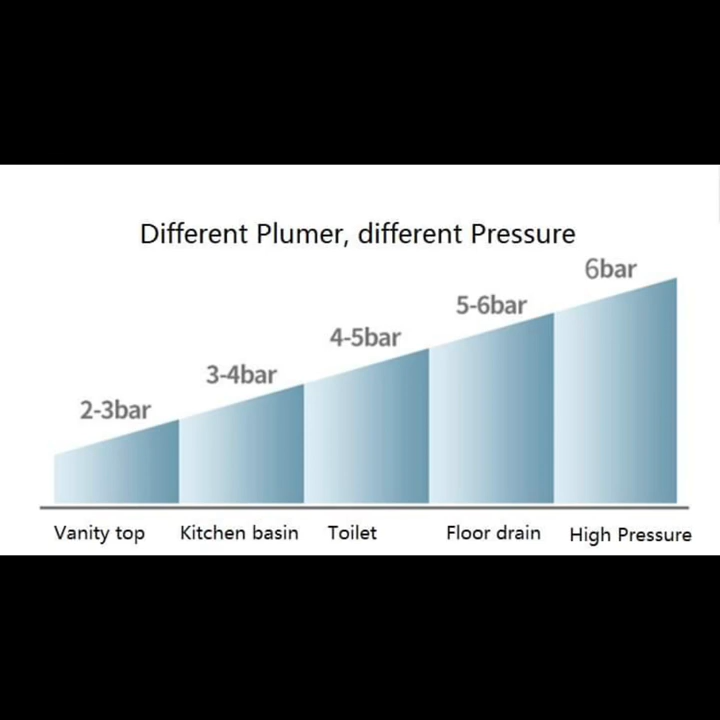 Different Plumer, different Pressure
6bar
5-6bar
4-5bar
3-4bar
2-3bar
Vanity top Kitchen basin Toilet Floor drain High Pressure